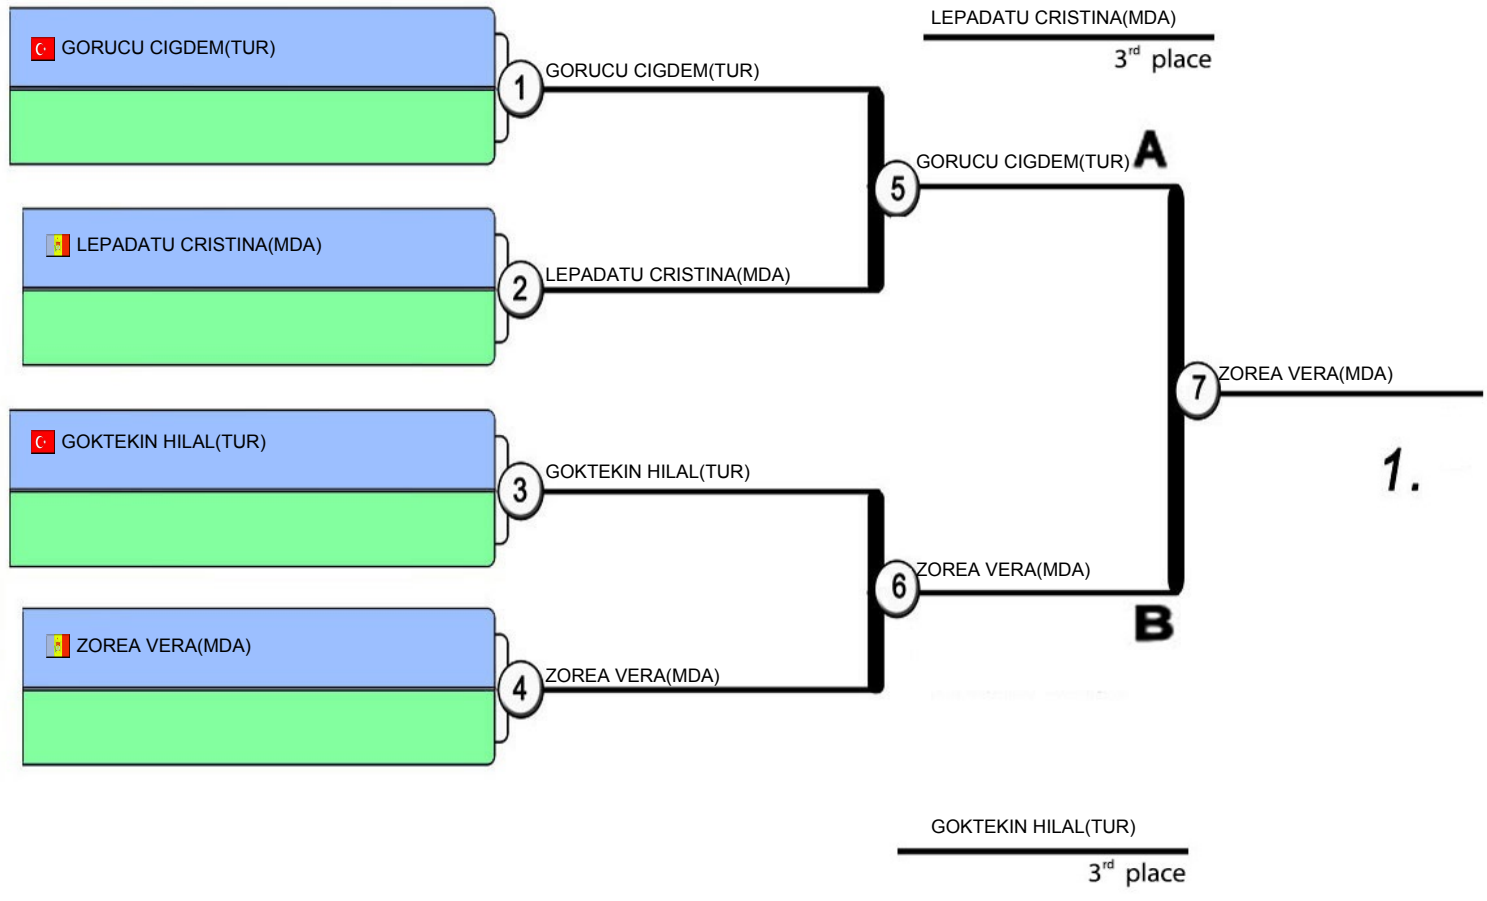 LEPADATU CRISTINA(MDA)
3rd place
GORUCU CIGDEM(TUR)
1
GORUCU CIGDEM(TUR)
5
GORUCU CIGDEM(TUR)
A
LEPADATU CRISTINA(MDA)
2
LEPADATU CRISTINA(MDA)
7
ZOREA VERA(MDA)
1.
GOKTEKIN HILAL(TUR)
3
GOKTEKIN HILAL(TUR)
6
ZOREA VERA(MDA)
B
ZOREA VERA(MDA)
4
ZOREA VERA(MDA)
GOKTEKIN HILAL(TUR)
3rd place